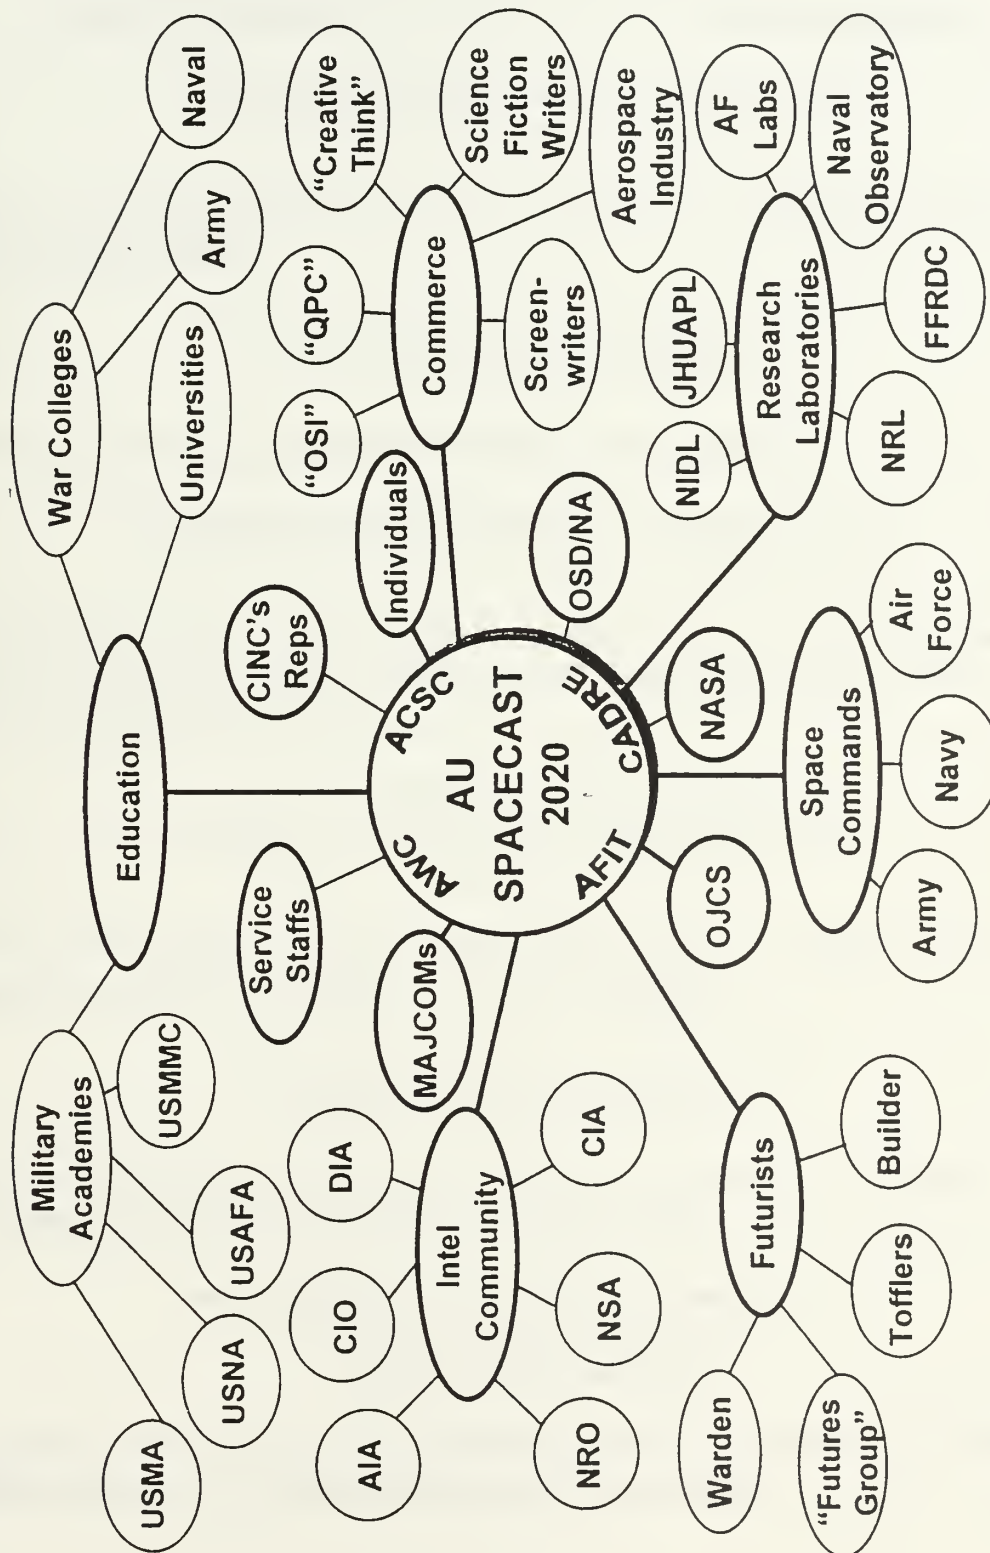 Military
Academies
War Colleges
Naval
USMA
USNA
USAFA
USMMC
Education
Universities
Army
AIA
CIO
DIA
Service
Staffs
CINC's
Reps
"OSI"
"QPC"
"Creative
Think"
MAJCOMs
Individuals
Intel
Community
AWC
ACSC
AU
SPACECAST
2020
AFIT
CADRE
Commerce
Science
Fiction
Writers
NRO
NSA
CIA
OSD/NA
Screen-
writers
Aerospace
Industry
Warden
Futurists
OJCS
NASA
NIDL
JHUAPL
AF
Labs
"Futures
Group"
Tofflers
Builder
Space
Commands
Army
Navy
Air
Force
Research
Laboratories
NRL
FFRDC
Naval
Observatory